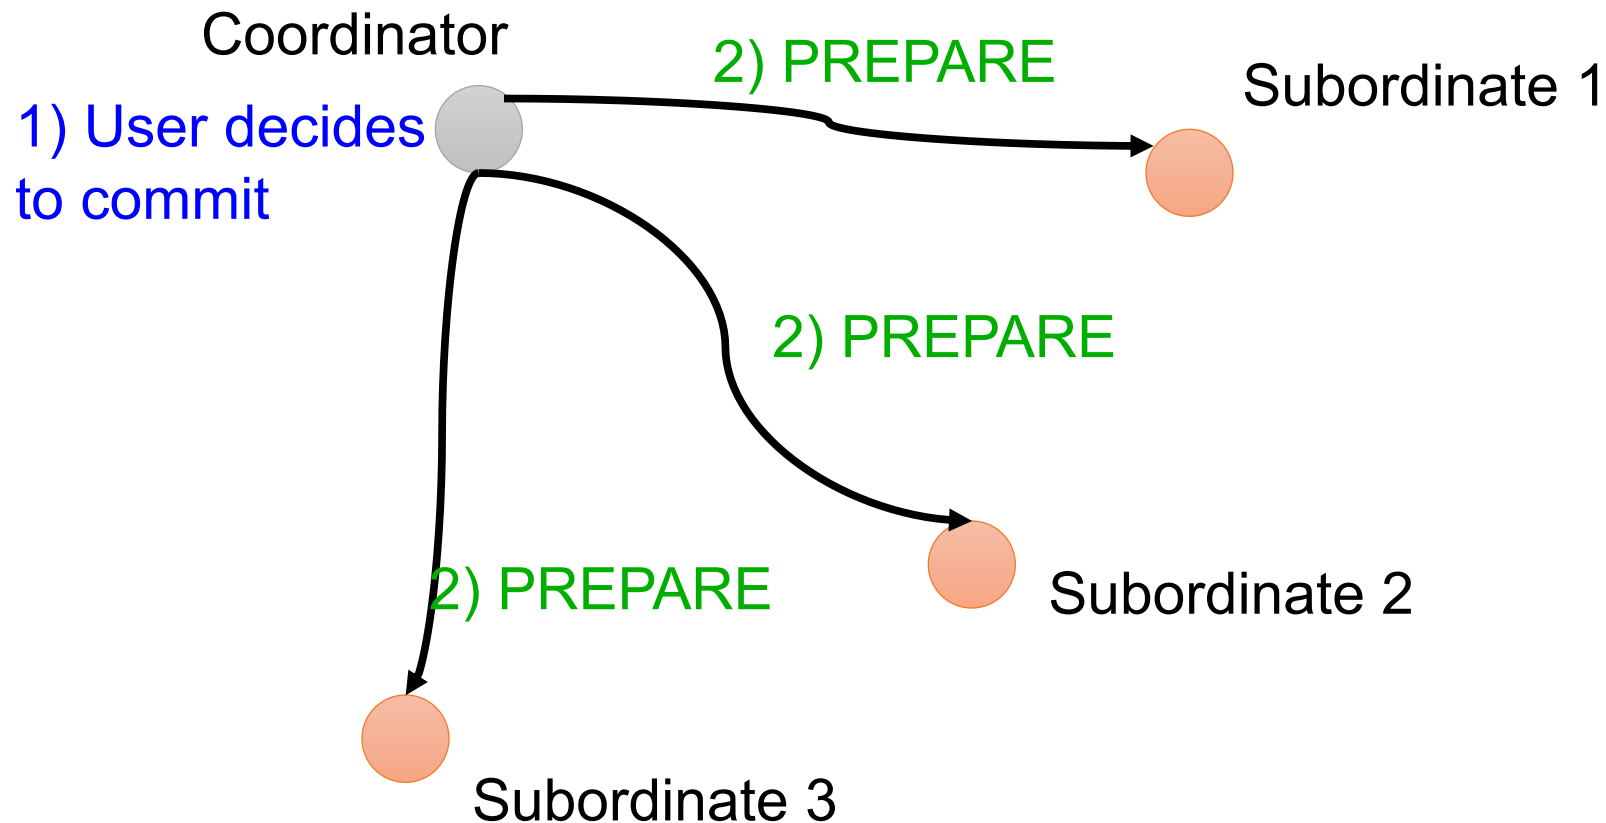 Coordinator
2) PREPARE
Subordinate 1
1) User decides
to commit
2) PREPARE
2) PREPARE
Subordinate 2
Subordinate 3